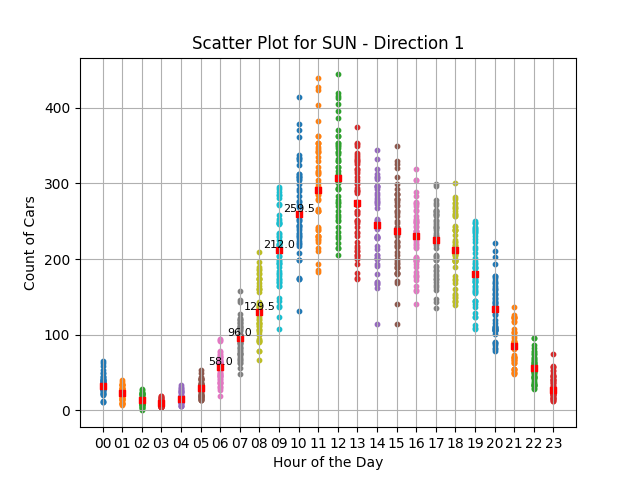 Scatter Plot for SUN - Direction 1
Count of Cars
400
300
200
100
0
259.5
212.0
129.5
96.0
58.0
00 01 02 03 04 05 06 07 08 09 10 11 12 13 14 15 16 17 18 19 20 21 22 23
Hour of the Day